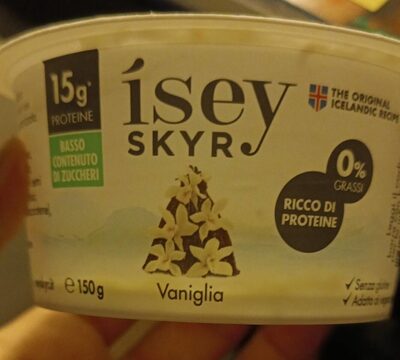 15g*
PROTEINE
BASSO
CONTENUTO
DI ZUCCHERI
ísey
SKYR
THE ORIGINAL
ICELANDIC RECIPE
0%
GRASSI
RICCO DI
PROTEINE
Vaniglia
℮ 150g
✓ Senza
✓ Adatto